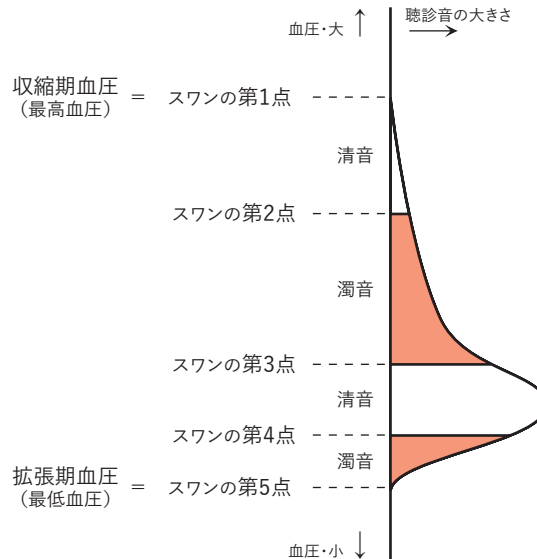 血圧・大 ↑
聴診音の大きさ →
収縮期血圧
(最高血圧)
= スワンの第1点
清音
スワンの第2点
濁音
スワンの第3点
清音
スワンの第4点
濁音
拡張期血圧
(最低血圧)
= スワンの第5点
血圧・小 ↓